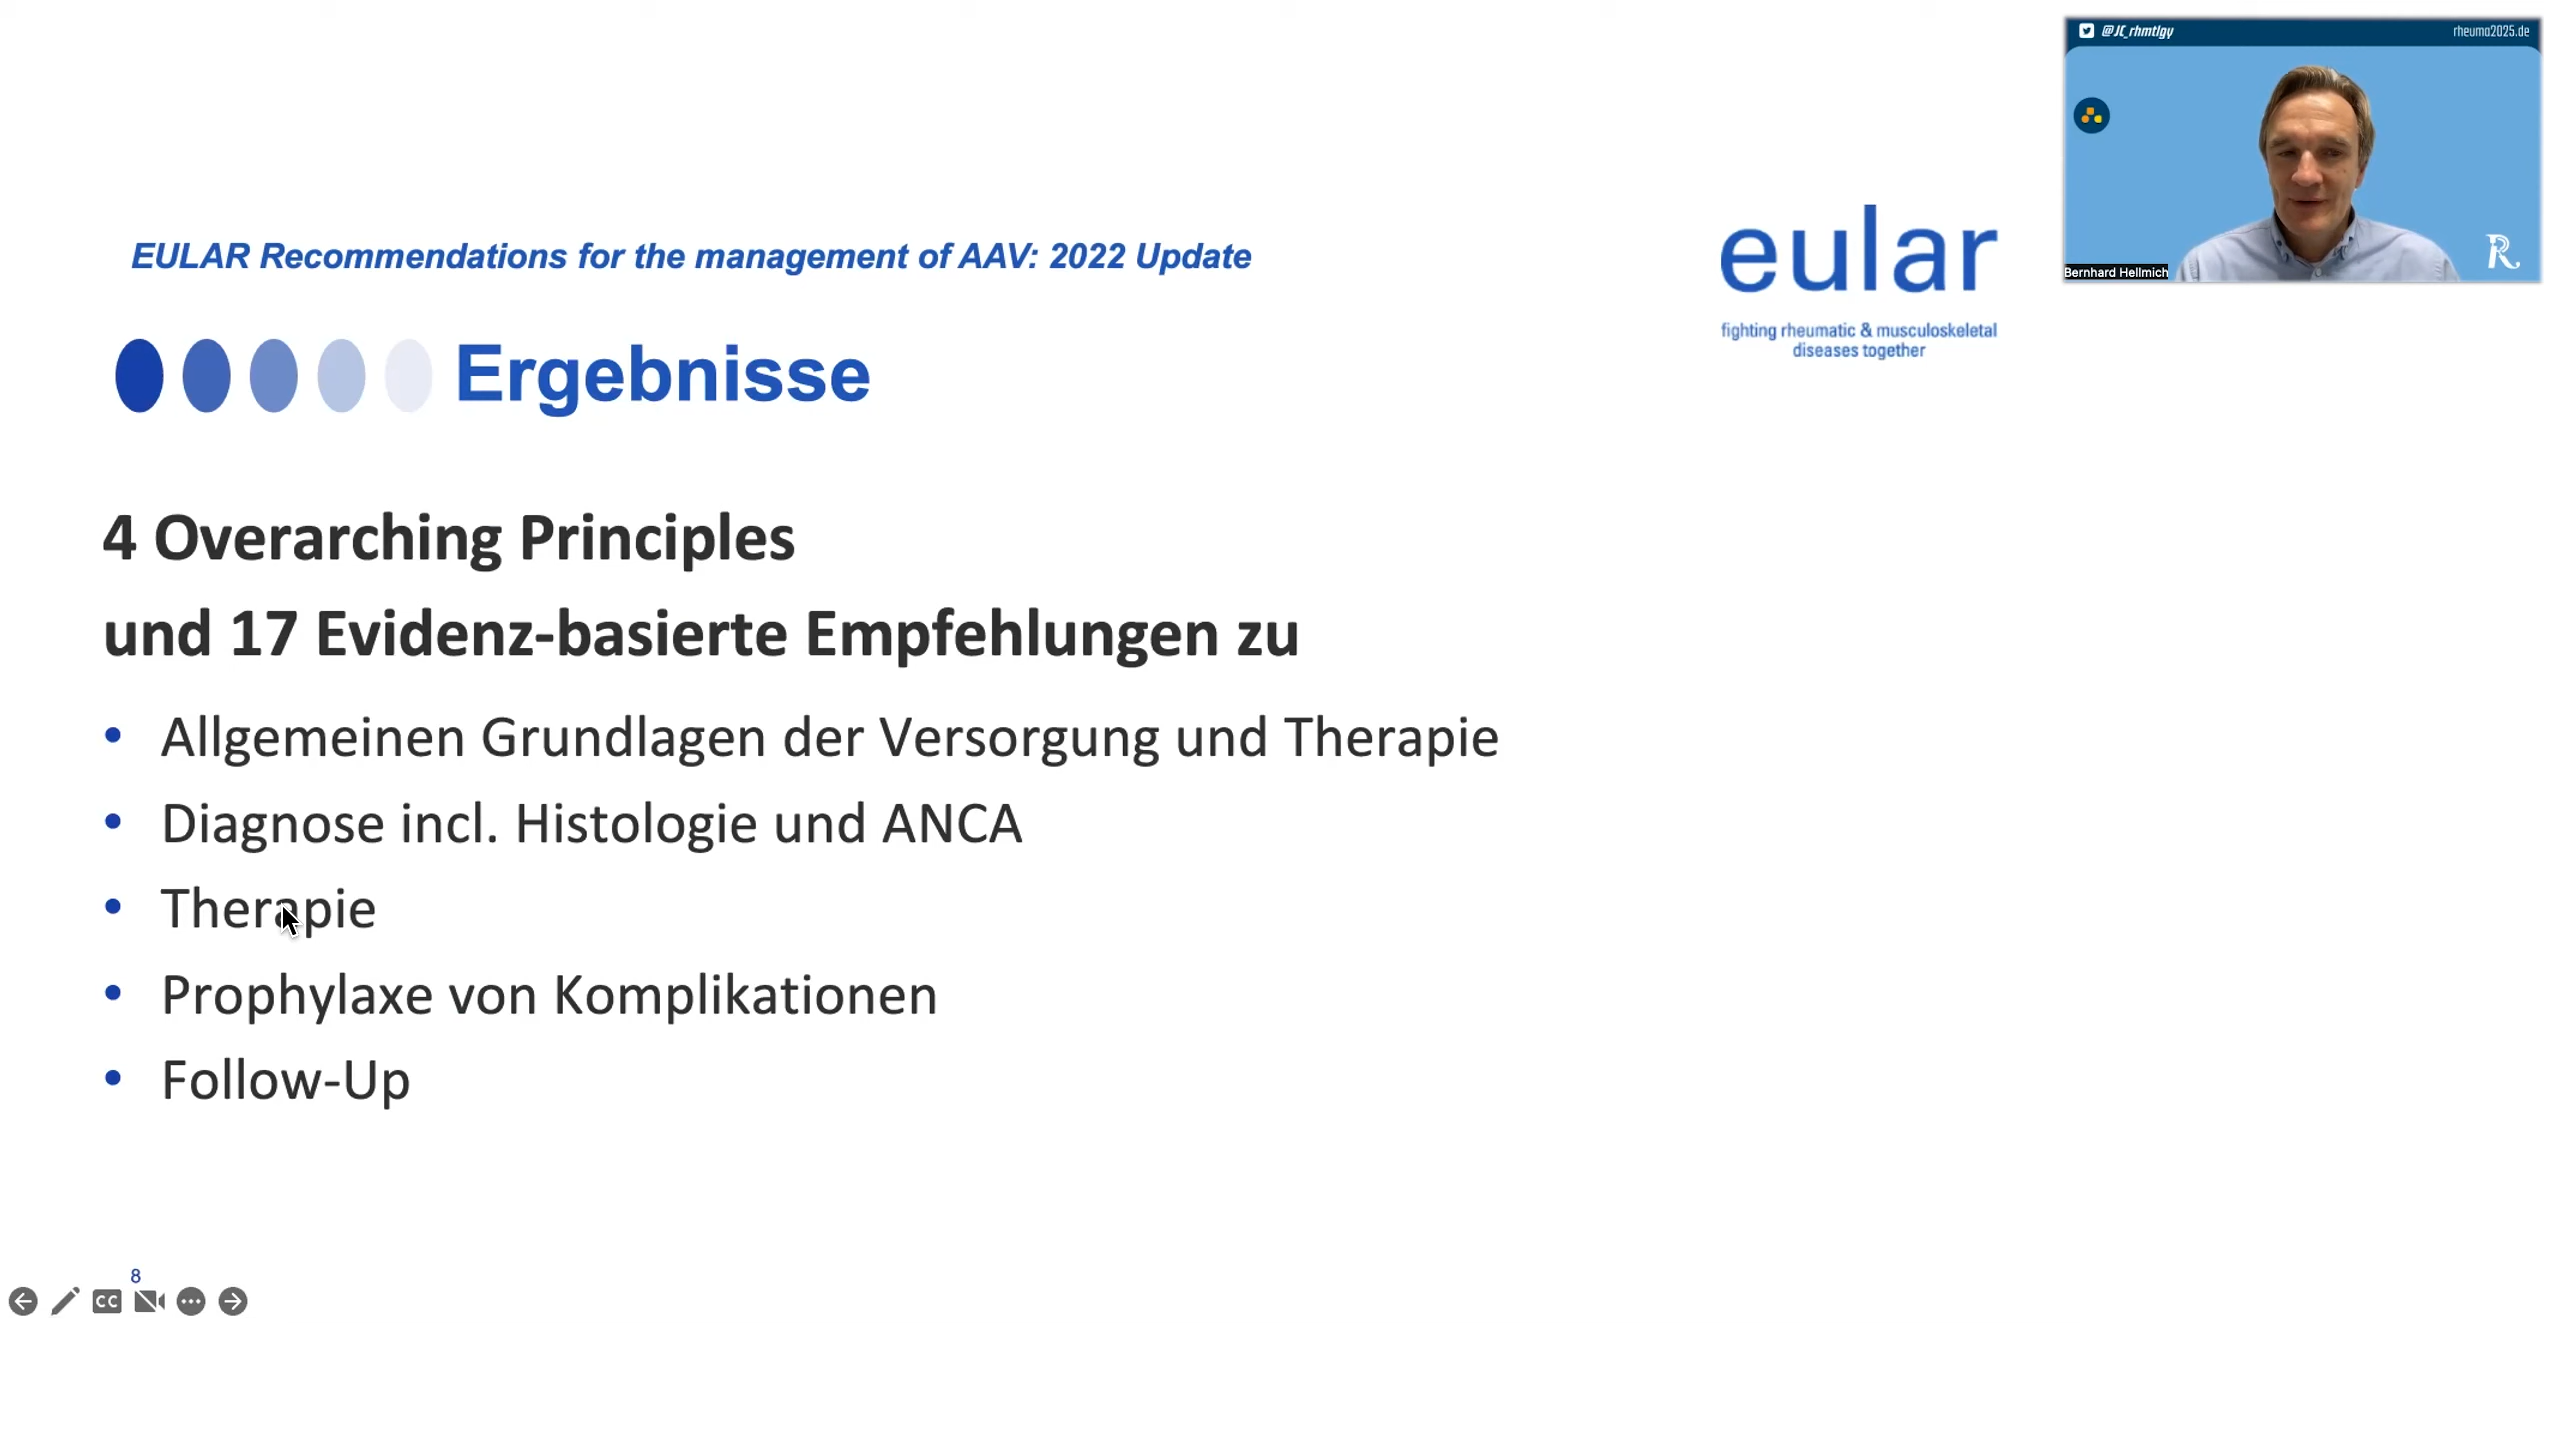 @JC_rhmtlgy
rheuma2025.de
Bernhard Hellmich
EULAR Recommendations for the management of AAV: 2022 Update
eular
fighting rheumatic & musculoskeletal
diseases together
Ergebnisse
4 Overarching Principles
und 17 Evidenz-basierte Empfehlungen zu
• Allgemeinen Grundlagen der Versorgung und Therapie
• Diagnose incl. Histologie und ANCA
• Therapie
• Prophylaxe von Komplikationen
• Follow-Up
8
CC